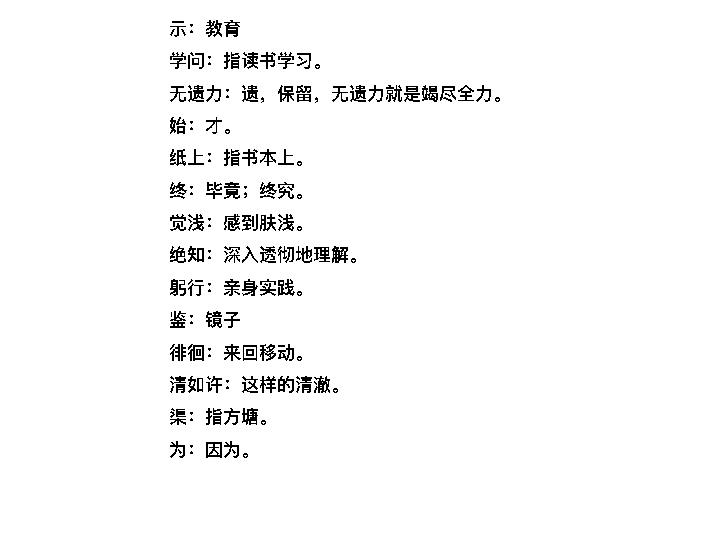 示：教育
学问：指读书学习。
无遗力：遗，保留，无遗力就是竭尽全力。
始：才。
纸上：指书本上。
终：毕竟；终究。
觉浅：感到肤浅。
绝知：深入透彻地理解。
躬行：亲身实践。
鉴：镜子
徘徊：来回移动。
清如许：这样的清澈。
渠：指方塘。
为：因为。